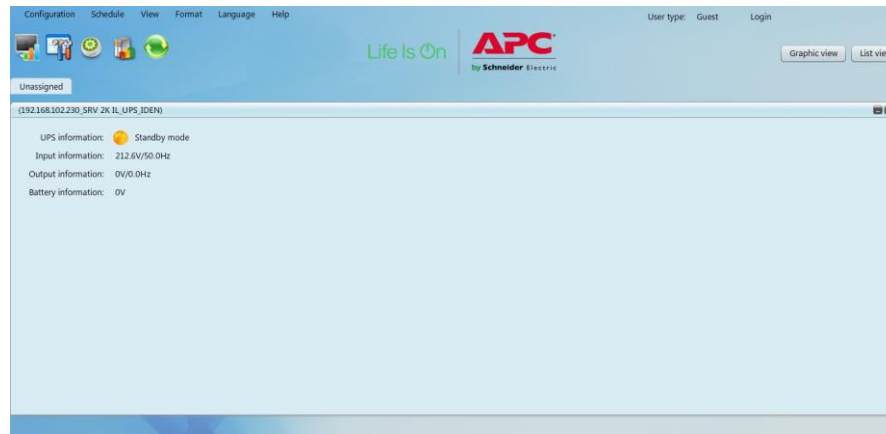 Configuration Schedule View Format Language Help User type: Guest Login
Life Is On APC
by Schneider Electric
Graphic view List vie
Unassigned
(192.168.102.230_SRV 2K IL_UPS_IDEN)
UPS information: Standby mode
Input information: 212.6V/50.0Hz
Output information: 0V/0.0Hz
Battery information: 0V